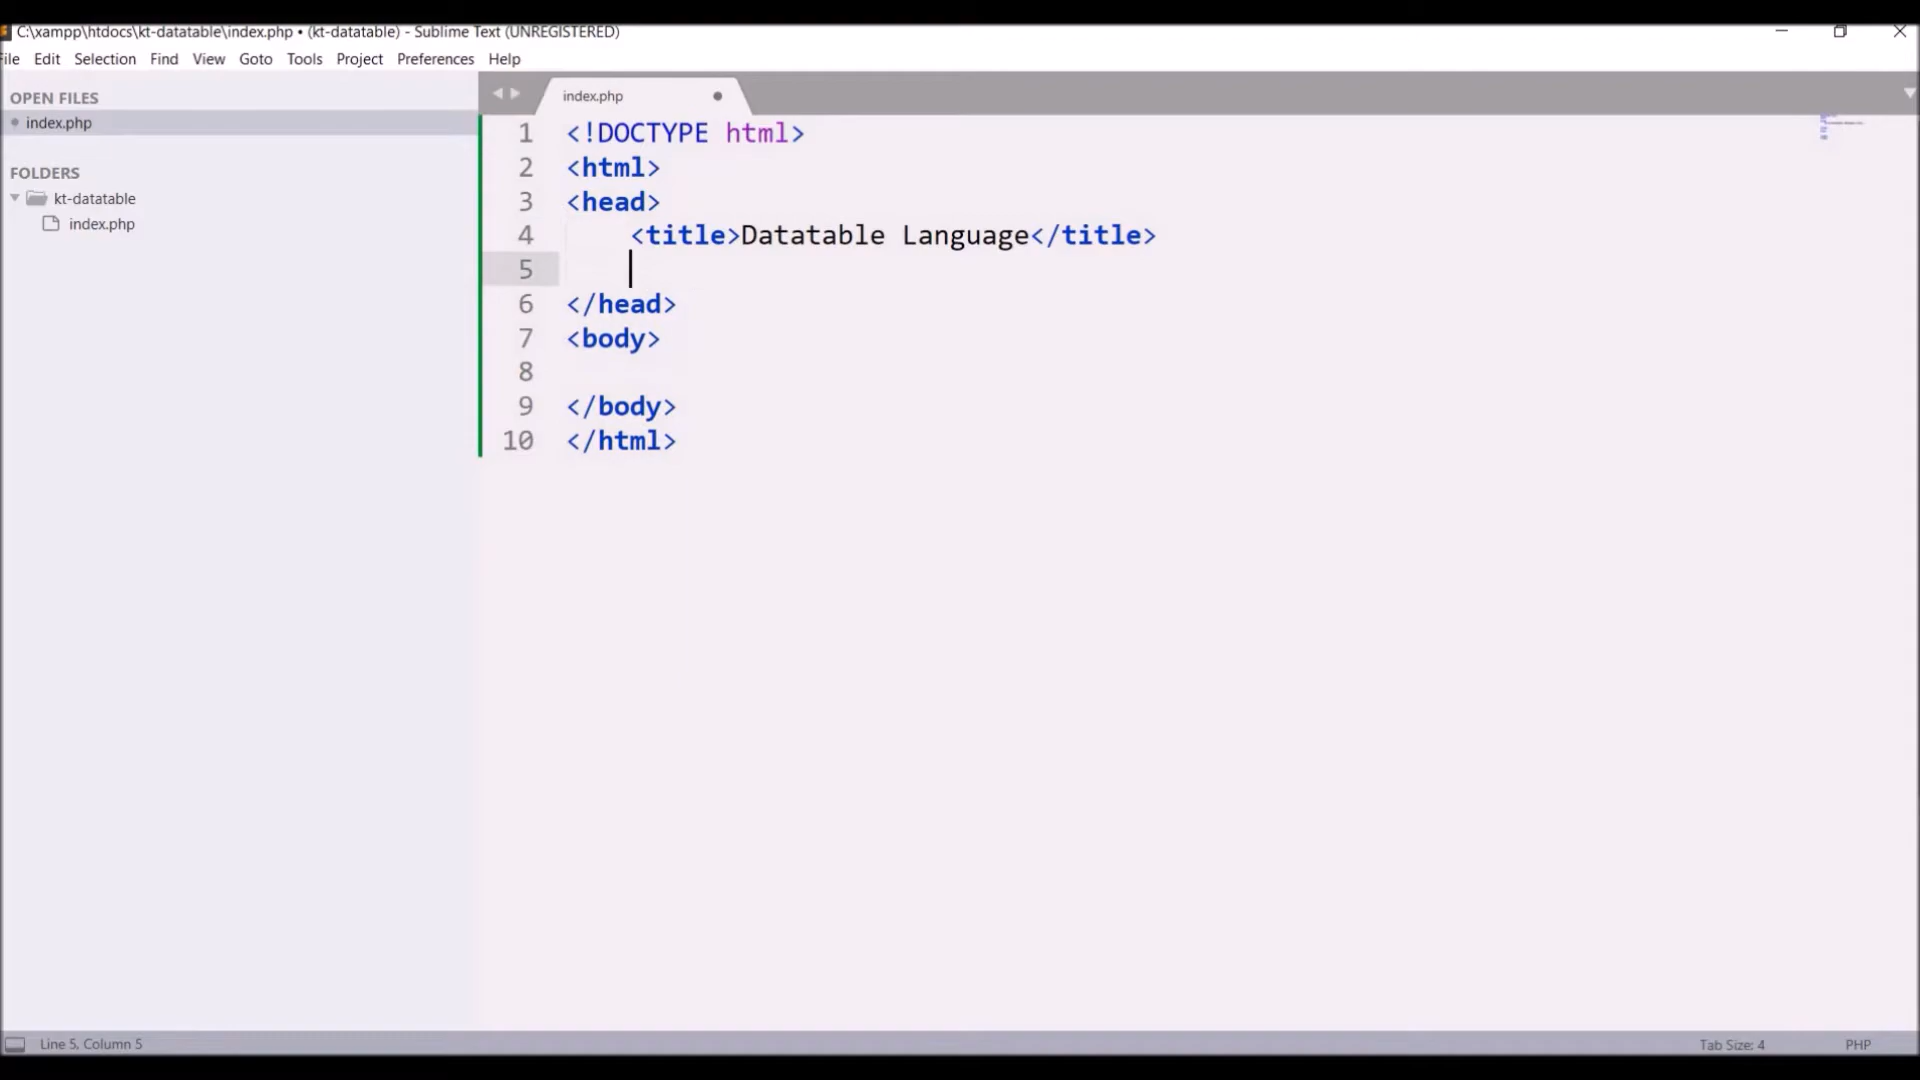 C:\xampp\htdocs\kt-datatable\index.php • (kt-datatable) - Sublime Text (UNREGISTERED)
ile Edit Selection Find View Goto Tools Project Preferences Help
OPEN FILES
index.php
FOLDERS
kt-datatable
index.php
index.php
1 <!DOCTYPE html>
2 <html>
3 <head>
4 <title>Datatable Language</title>
5
6 </head>
7 <body>
8
9 </body>
10 </html>
Line 5, Column 5
Tab Size: 4
PHP